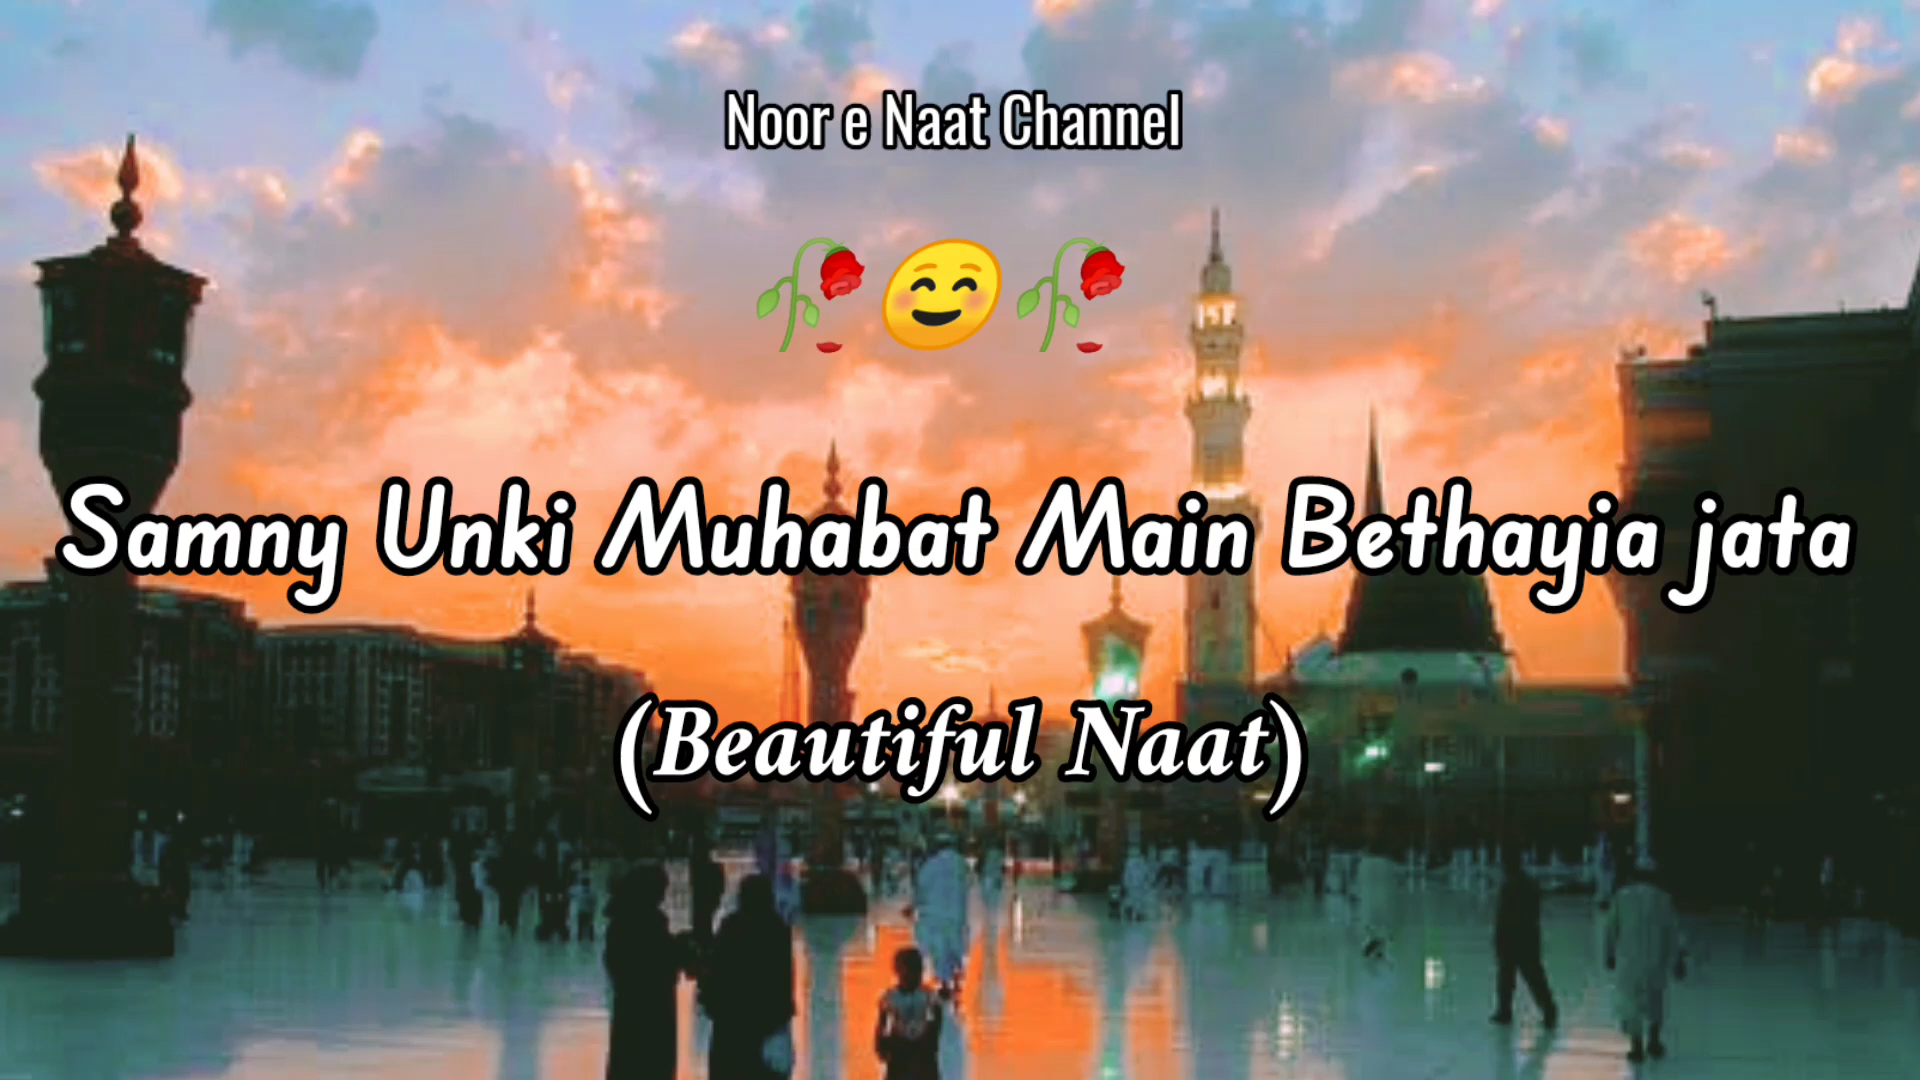 Noor e Naat Channel
Samny Unki Muhabat Main Bethayia jata
(Beautiful Naat)